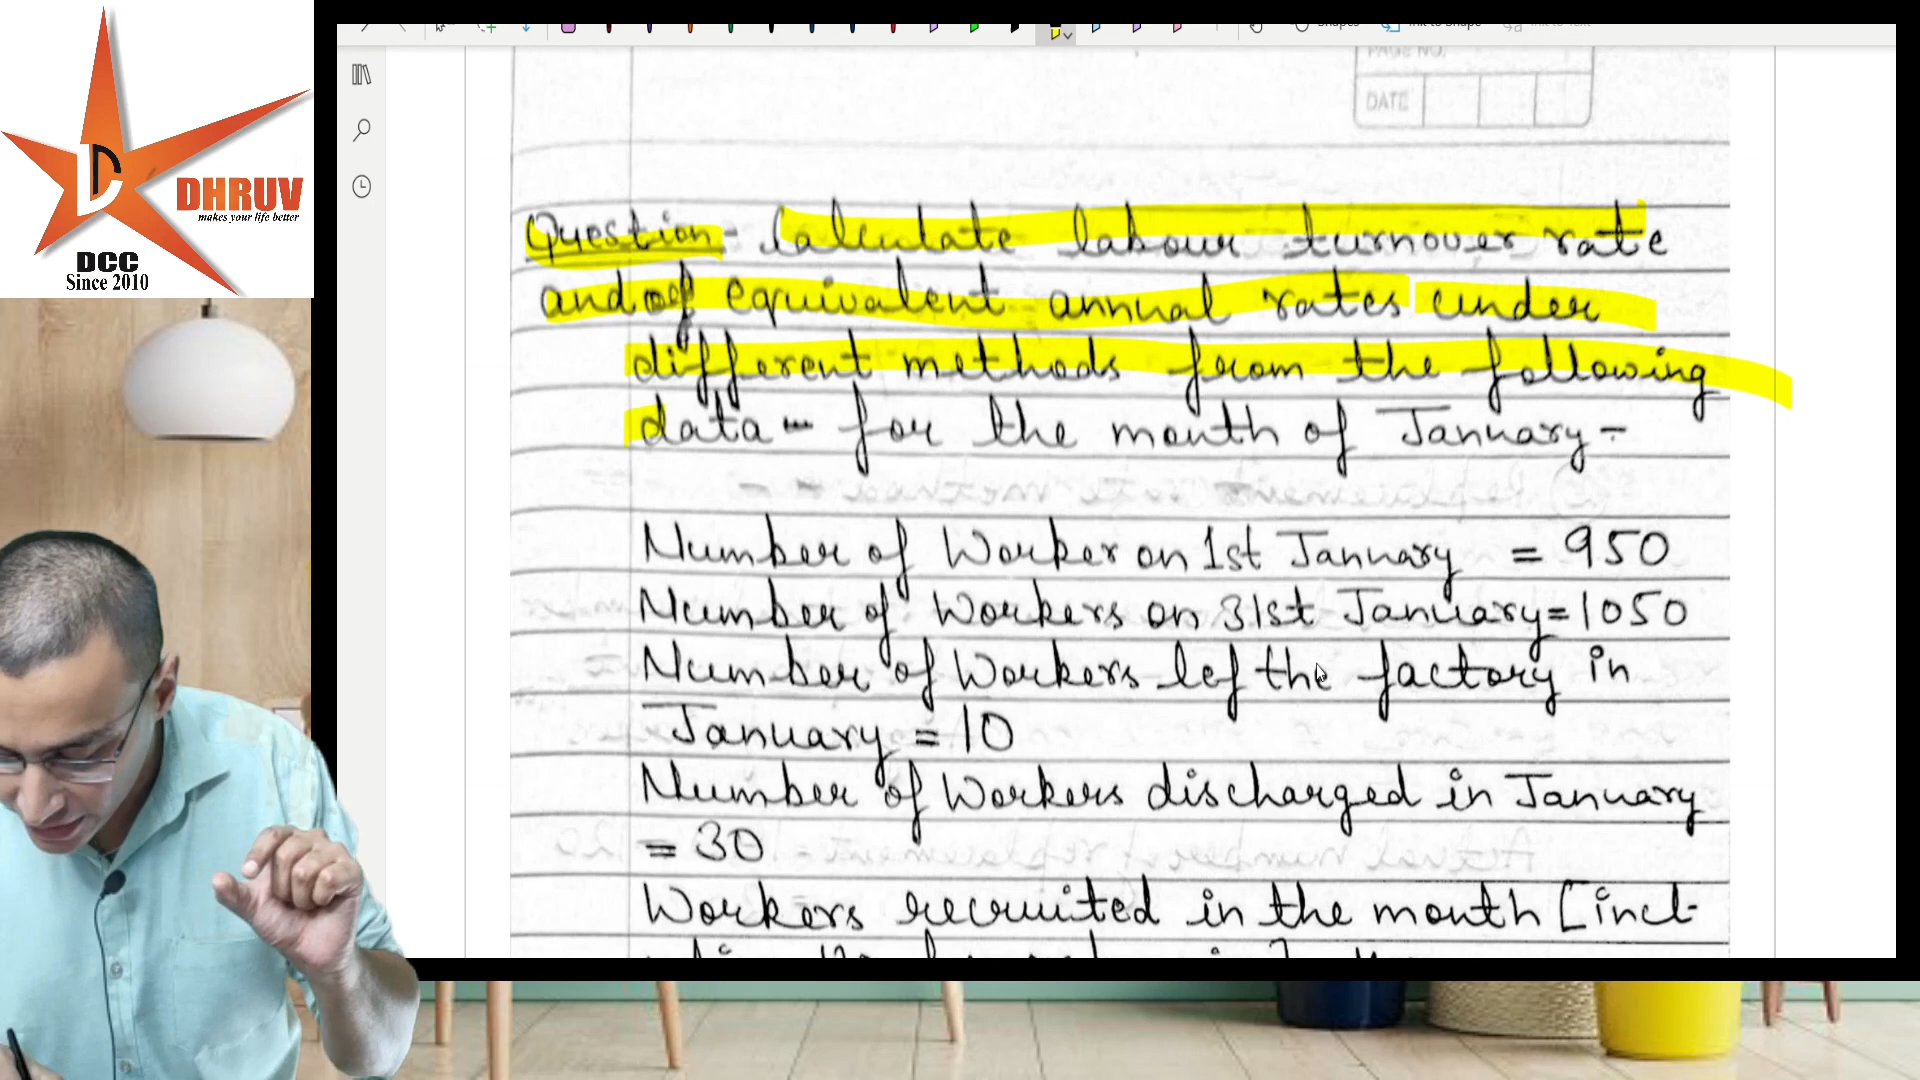 DHRUV
makes your life better
DCC
Since 2010
PAGE NO.
DATE
Question - Calculate labour turnover rate
and of equivalent annual rates under
different methods from the following
data - for the month of January -
Number of Worker on 1st January = 950
Number of Workers on 31st January = 1050
Number of Workers lef the factory in
January = 10
Number of Workers discharged in January
= 30
Workers recruited in the month [incl-